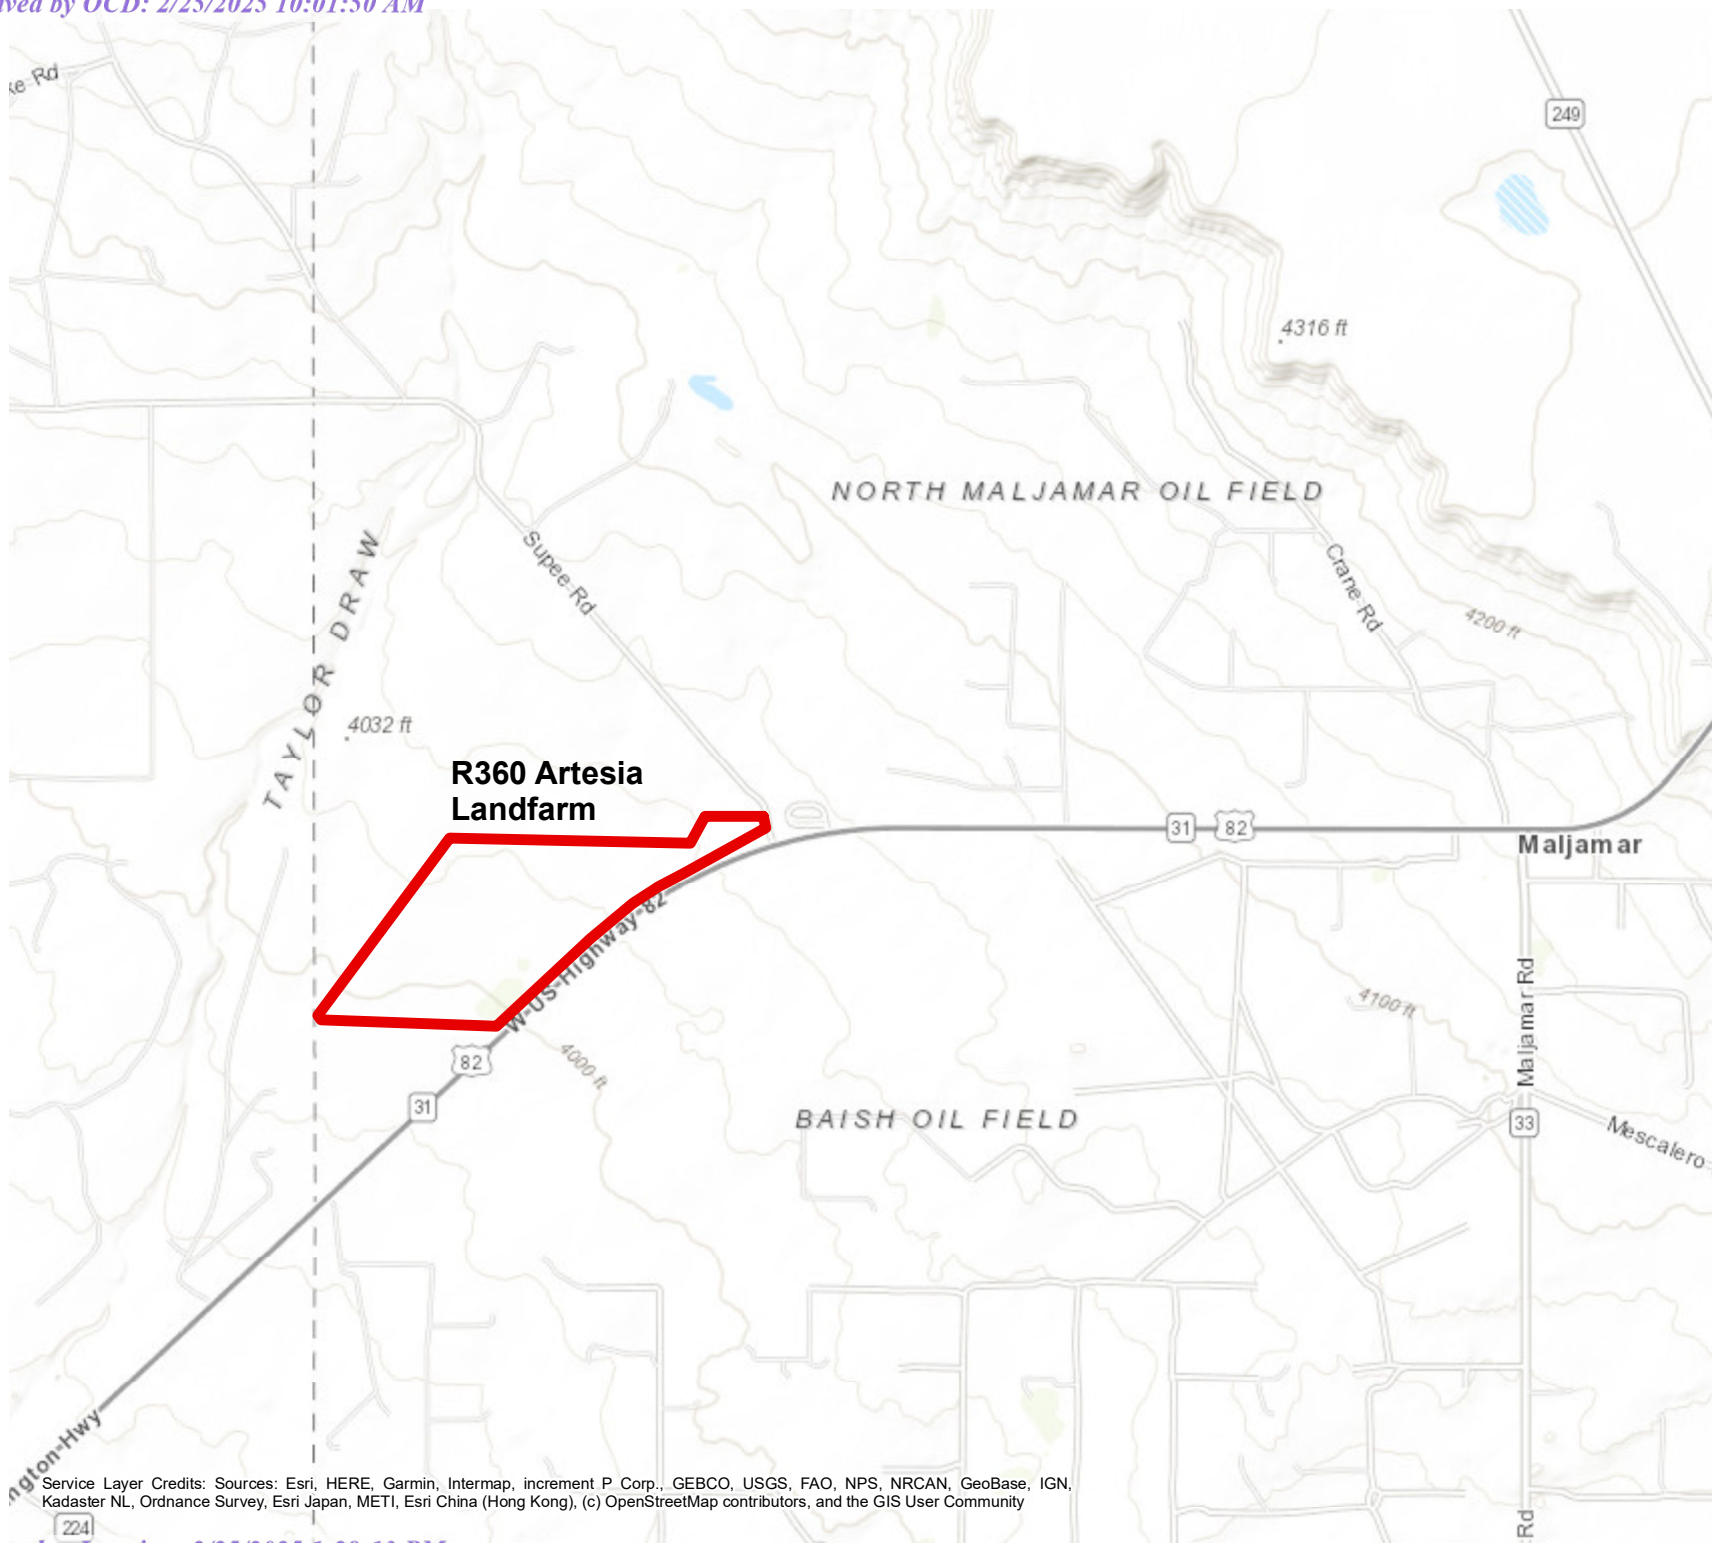 ved by OCD: 2/25/2025 10:01:50 AM
ke Rd
249
4316 ft
NORTH MALJAMAR OIL FIELD
Supee Rd
Crane Rd
TAYLOR DRAW
4200 ft
4032 ft
R360 Artesia
Landfarm
31
82
Maljamar
W US Highway 82
Maljamar Rd
4100 ft
82
4000 ft
31
BAISH OIL FIELD
33
Mescalero
ngton Hwy
Service Layer Credits: Sources: Esri, HERE, Garmin, Intermap, increment P Corp., GEBCO, USGS, FAO, NPS, NRCAN, GeoBase, IGN,
Kadaster NL, Ordnance Survey, Esri Japan, METI, Esri China (Hong Kong), (c) OpenStreetMap contributors, and the GIS User Community
224
Rd